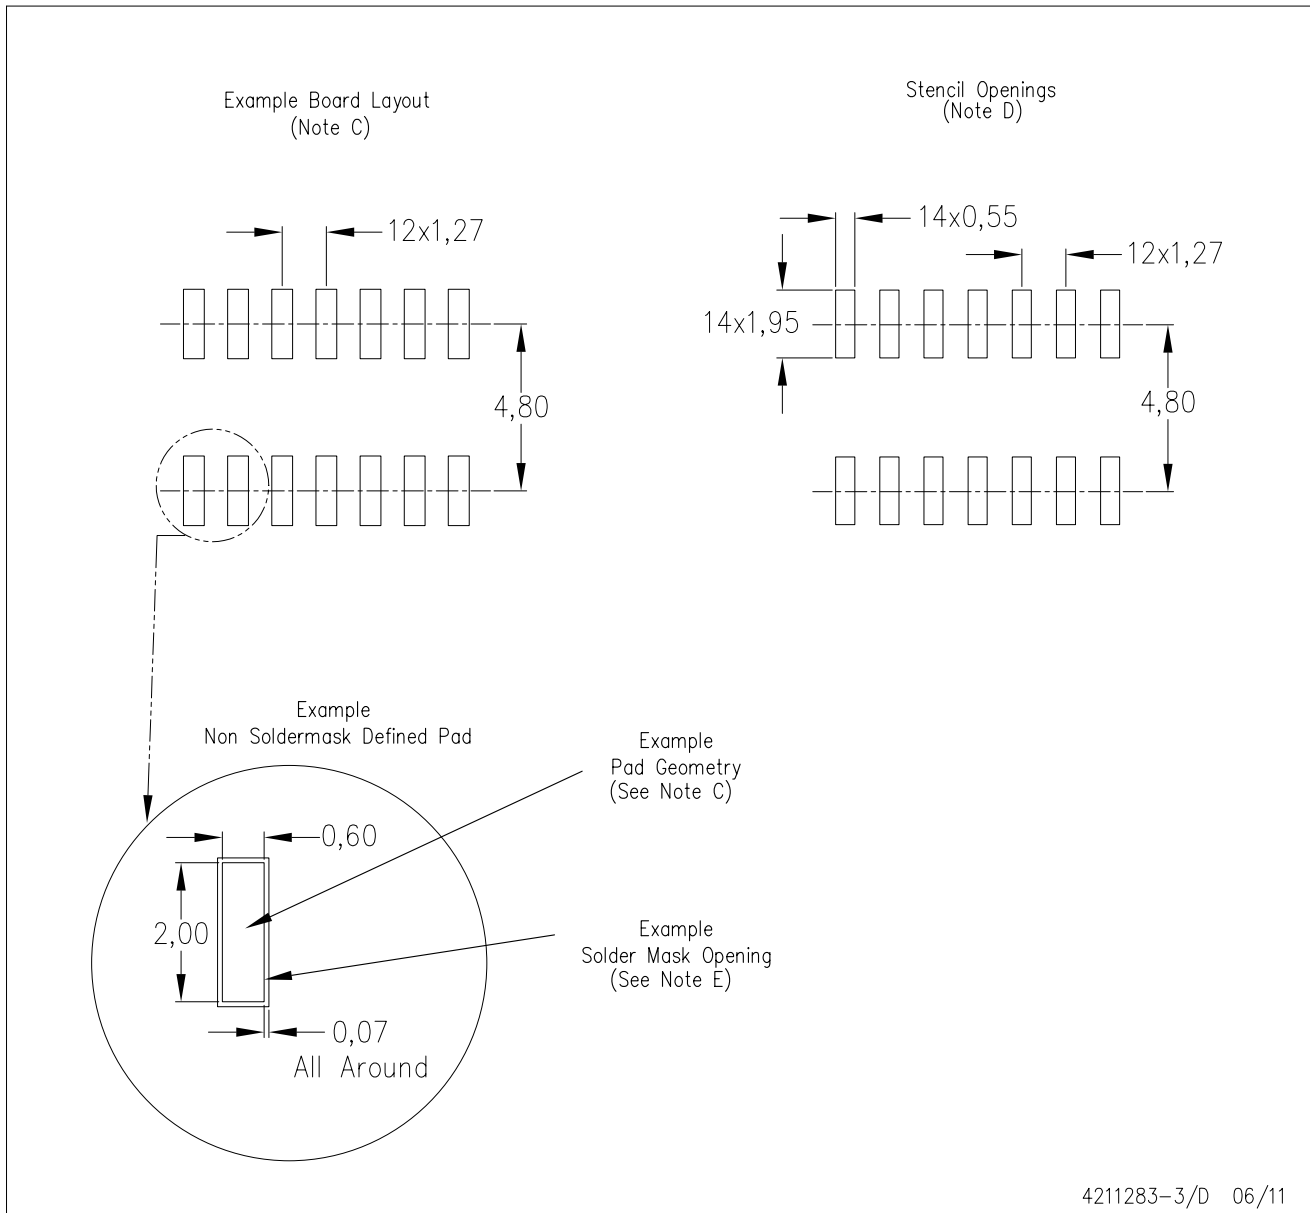 Example Board Layout
(Note C)
Stencil Openings
(Note D)
12x1,27
4,80
14x0,55
12x1,27
14x1,95
4,80
Example
Non Soldermask Defined Pad
Example
Pad Geometry
(See Note C)
0,60
2,00
Example
Solder Mask Opening
(See Note E)
0,07
All Around
4211283-3/D 06/11